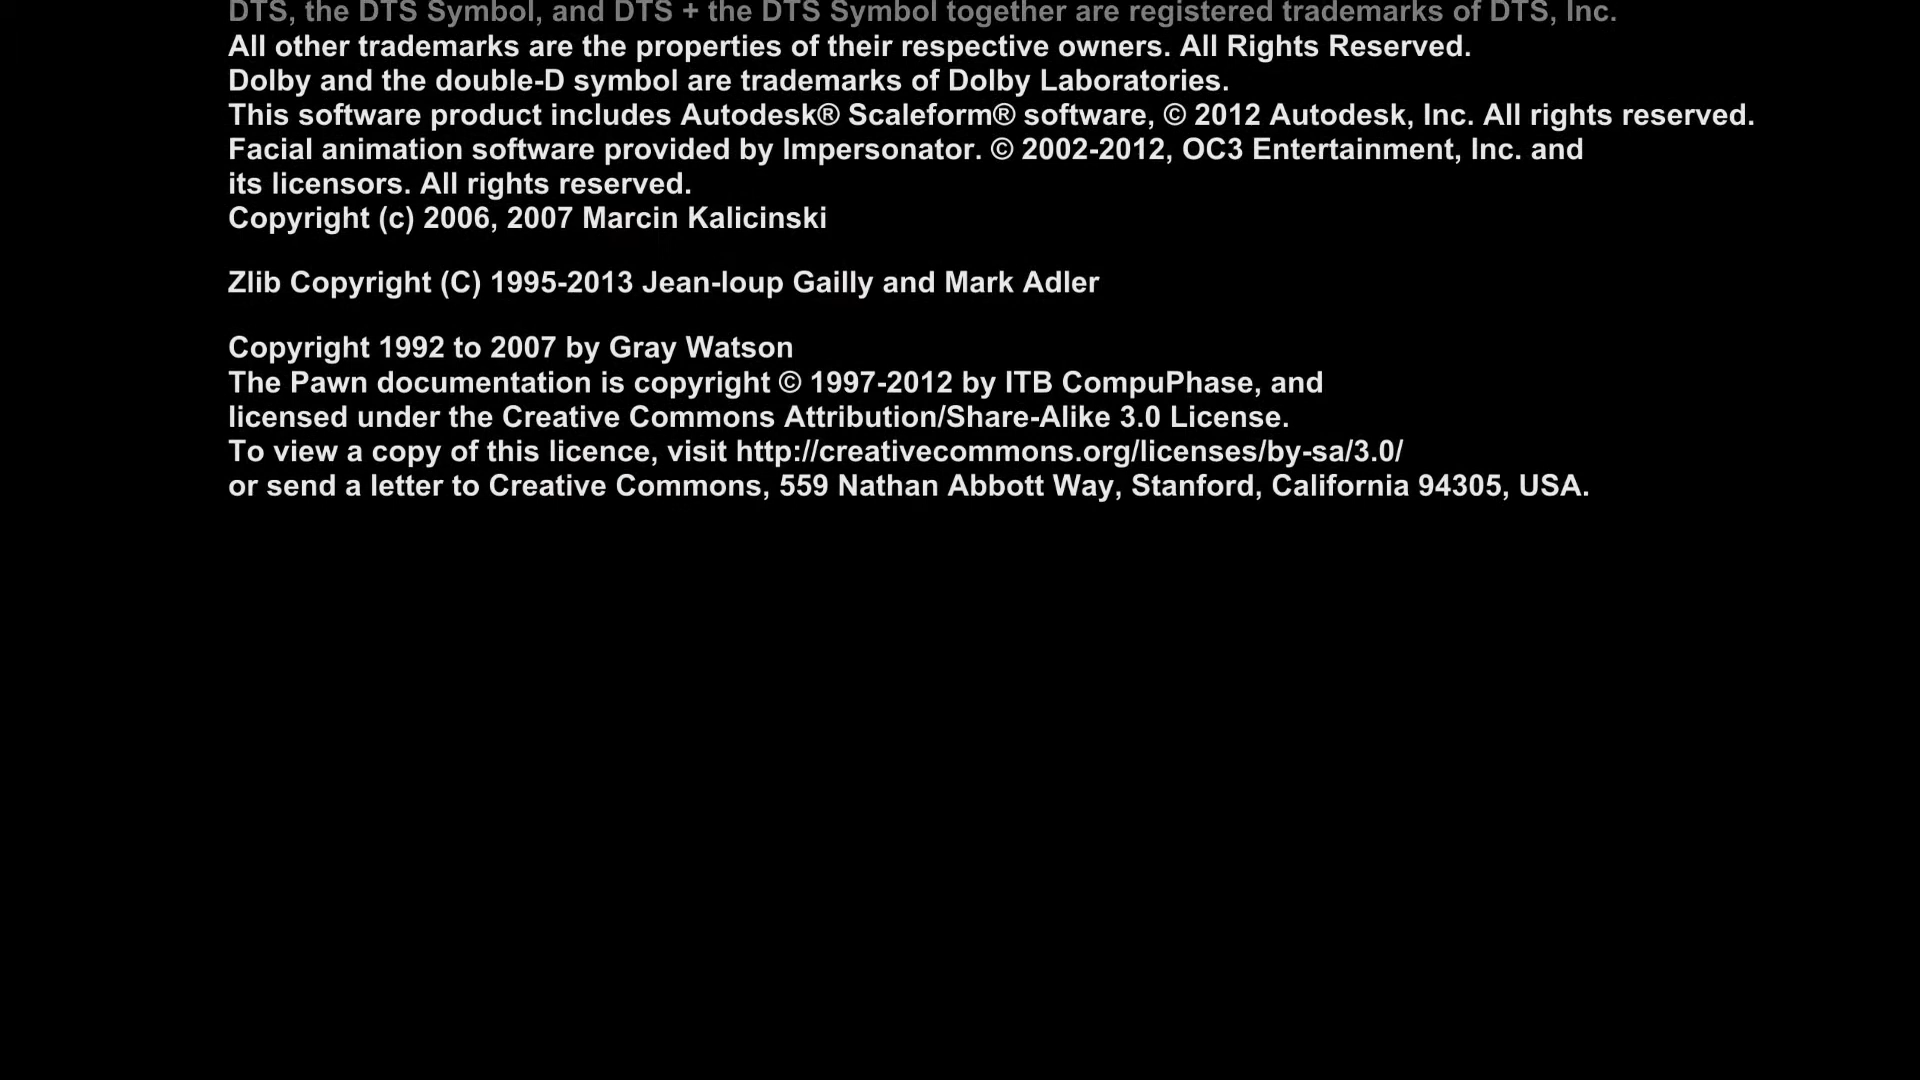 DTS, the DTS Symbol, and DTS + the DTS Symbol together are registered trademarks of DTS, Inc.
All other trademarks are the properties of their respective owners. All Rights Reserved.
Dolby and the double-D symbol are trademarks of Dolby Laboratories.
This software product includes Autodesk® Scaleform® software, © 2012 Autodesk, Inc. All rights reserved.
Facial animation software provided by Impersonator. © 2002-2012, OC3 Entertainment, Inc. and
its licensors. All rights reserved.
Copyright (c) 2006, 2007 Marcin Kalicinski
Zlib Copyright (C) 1995-2013 Jean-loup Gailly and Mark Adler
Copyright 1992 to 2007 by Gray Watson
The Pawn documentation is copyright © 1997-2012 by ITB CompuPhase, and
licensed under the Creative Commons Attribution/Share-Alike 3.0 License.
To view a copy of this licence, visit http://creativecommons.org/licenses/by-sa/3.0/
or send a letter to Creative Commons, 559 Nathan Abbott Way, Stanford, California 94305, USA.